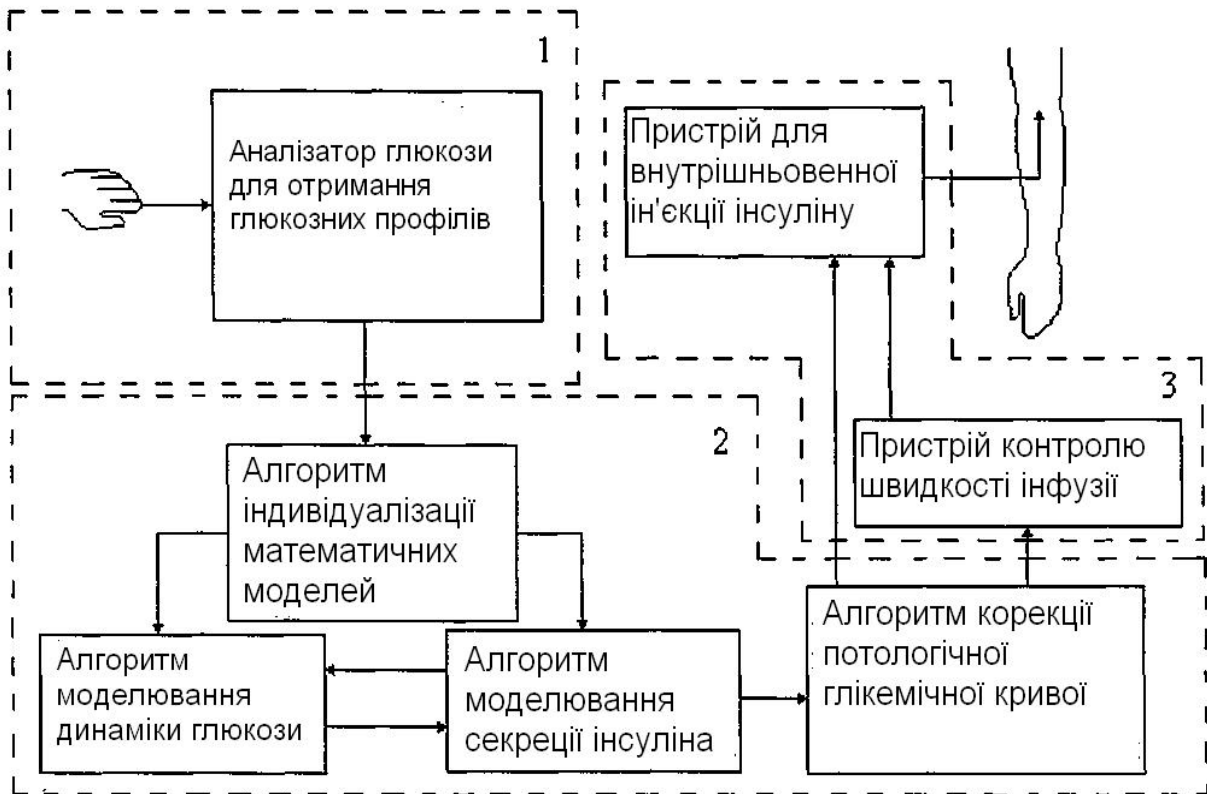 1
Аналізатор глюкози
для отримання
глюкозних профілів
Пристрій для
внутрішньовенної
ін'єкції інсуліну
3
Пристрій контролю
швидкості інфузії
2
Алгоритм
індивідуалізації
математичних
моделей
Алгоритм
моделювання
динаміки глюкози
Алгоритм
моделювання
секреції інсуліна
Алгоритм корекції
потологічної
глікемічної кривої